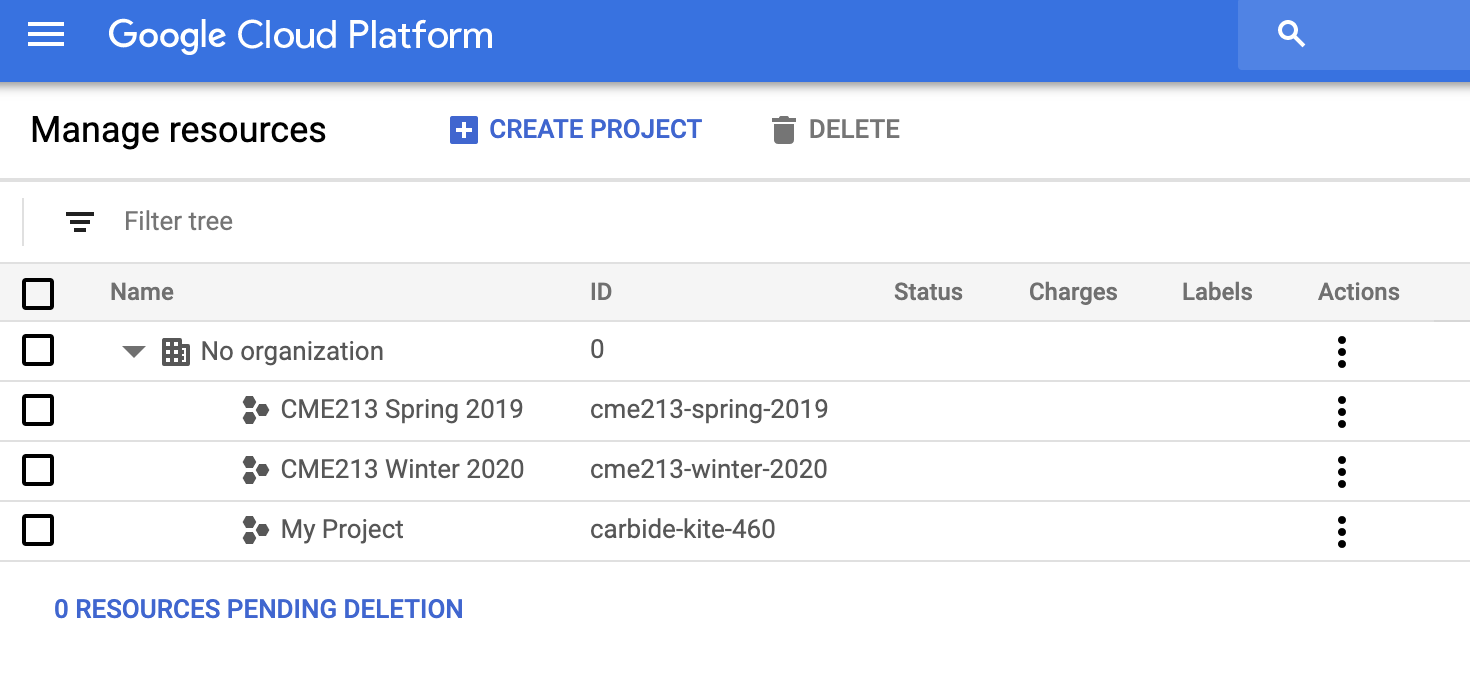 Google Cloud Platform
Manage resources CREATE PROJECT DELETE
Filter tree
Name ID Status Charges Labels Actions
No organization 0
CME213 Spring 2019 cme213-spring-2019
CME213 Winter 2020 cme213-winter-2020
My Project carbide-kite-460
0 RESOURCES PENDING DELETION